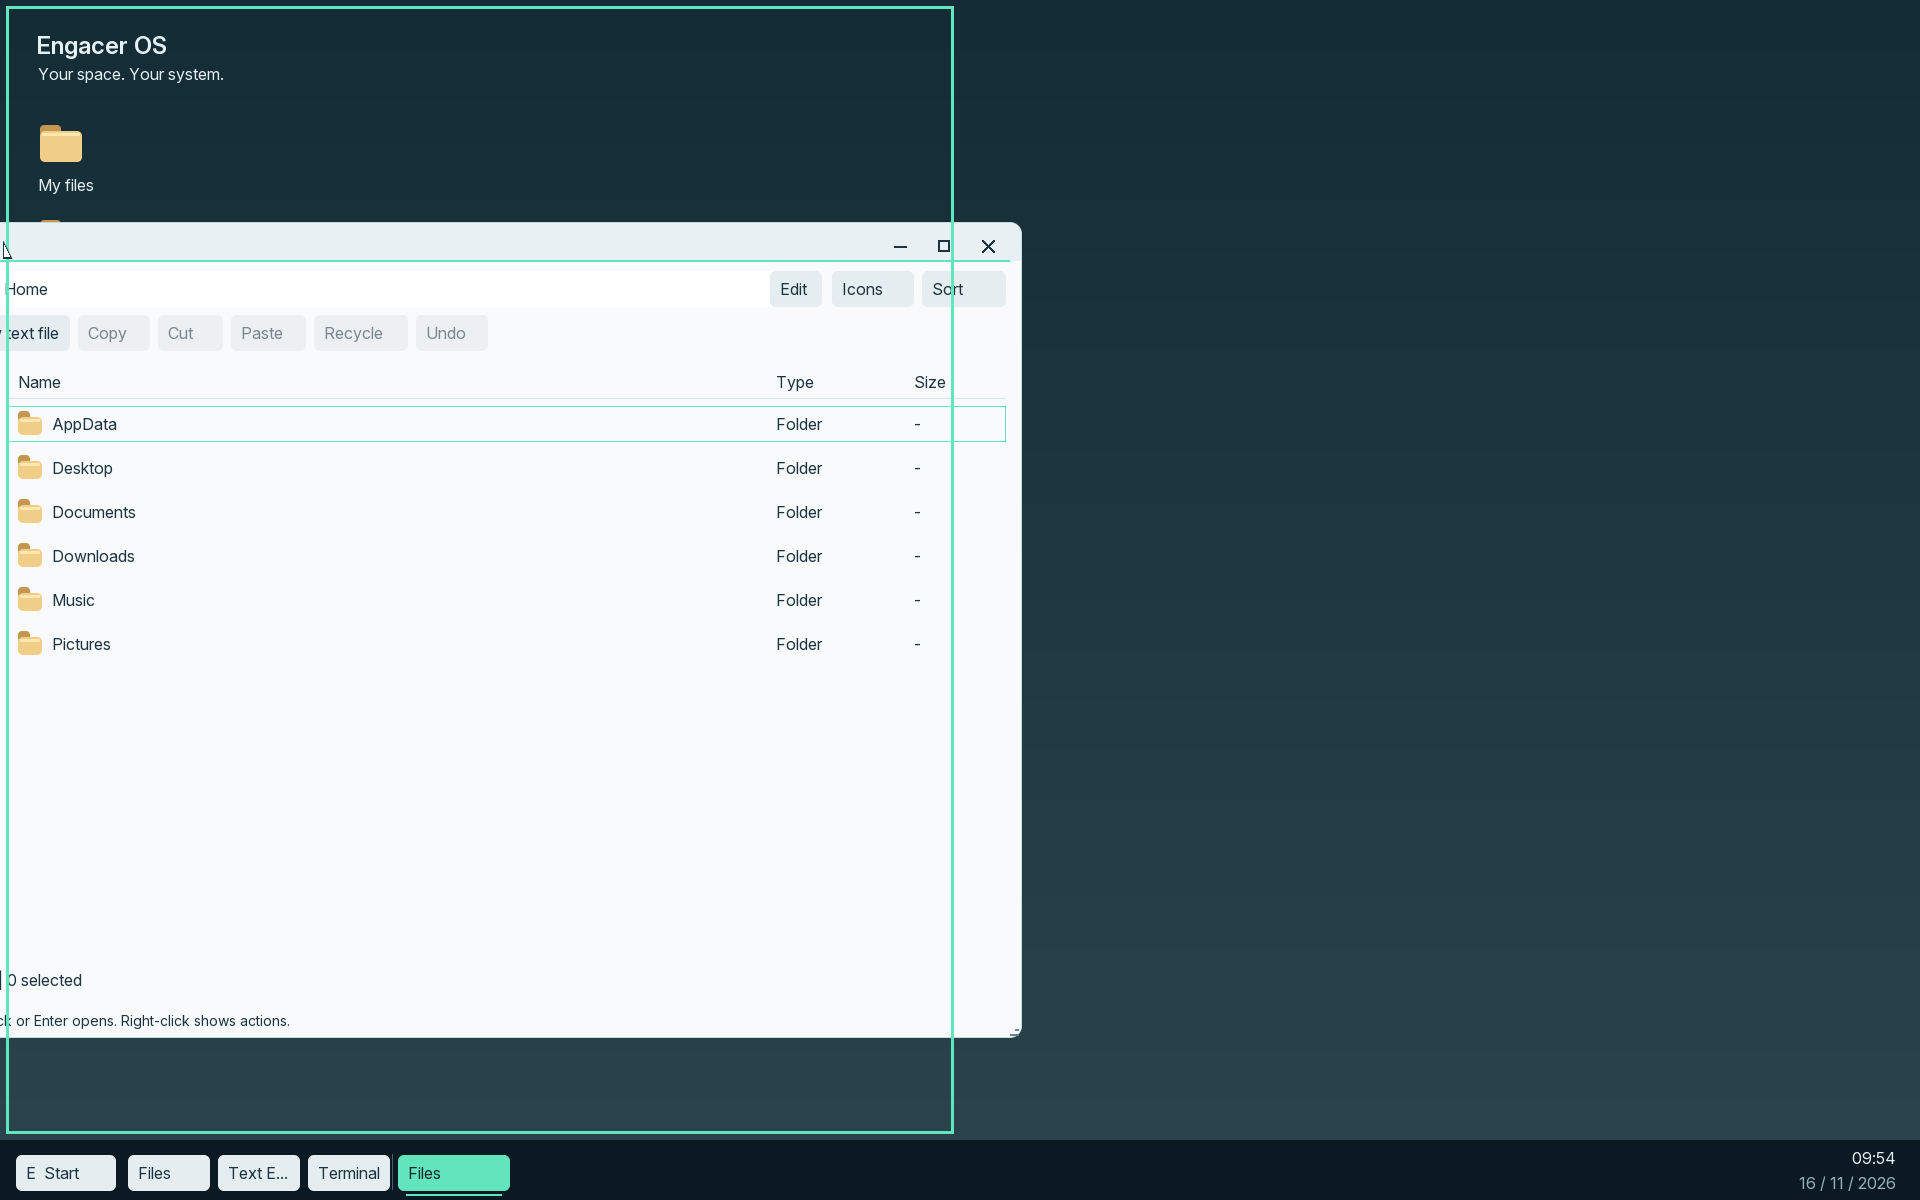 Engacer OS
Your space. Your system.
My files
Home
Edit
Icons
Sort
text file
Copy
Cut
Paste
Recycle
Undo
Name Type Size
AppData Folder -
Desktop Folder -
Documents Folder -
Downloads Folder -
Music Folder -
Pictures Folder -
0 selected
or Enter opens. Right-click shows actions.
E Start
Files
Text E...
Terminal
Files
09:54
16 / 11 / 2026